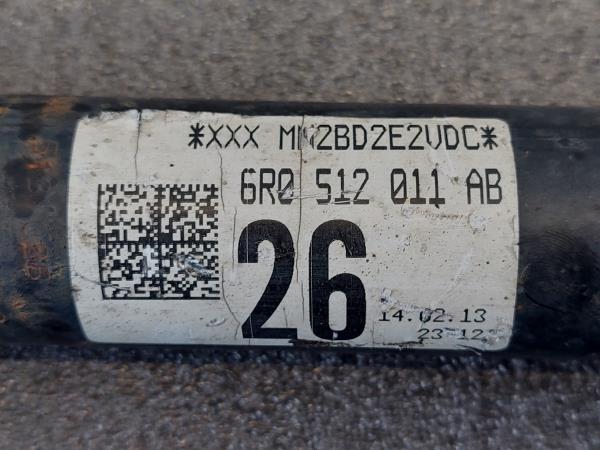 *XXX MN2BD2E2VDC*
6R0 512 011 AB
26
14.02.13
23:12